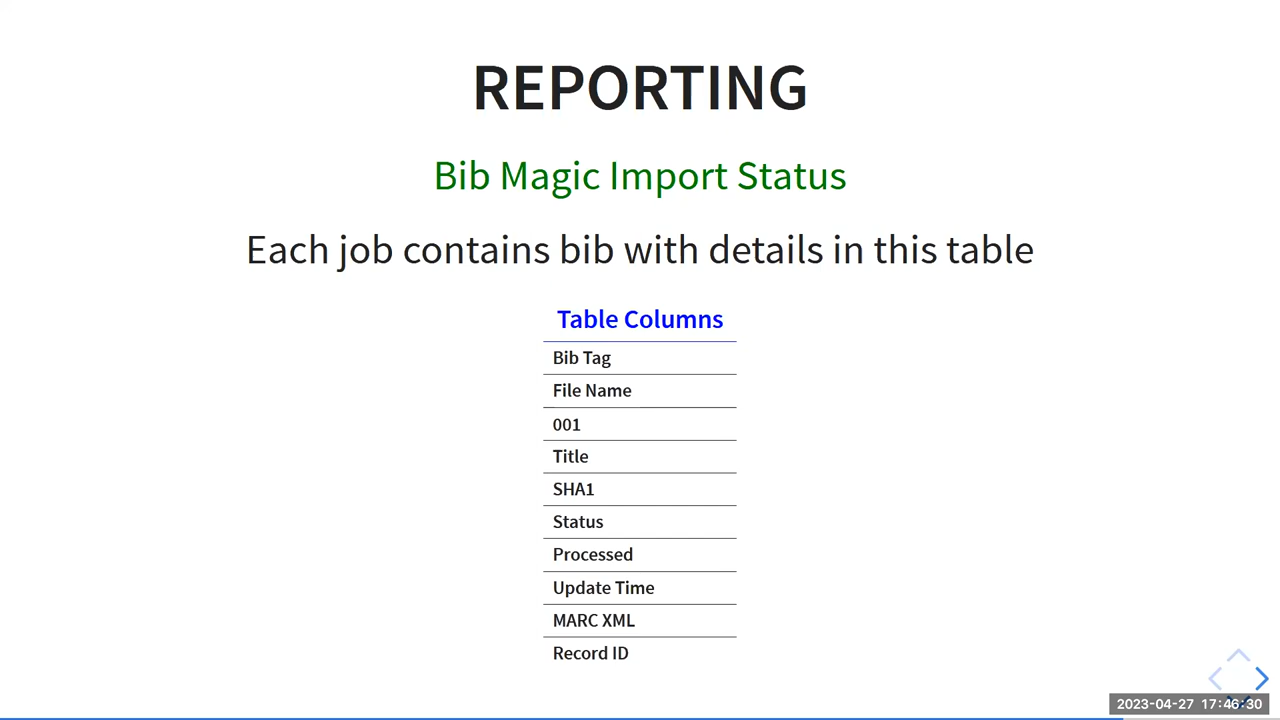 REPORTING
Bib Magic Import Status
Each job contains bib with details in this table
Table Columns
Bib Tag
File Name
001
Title
SHA1
Status
Processed
Update Time
MARC XML
Record ID
2023-04-27 17:46:30